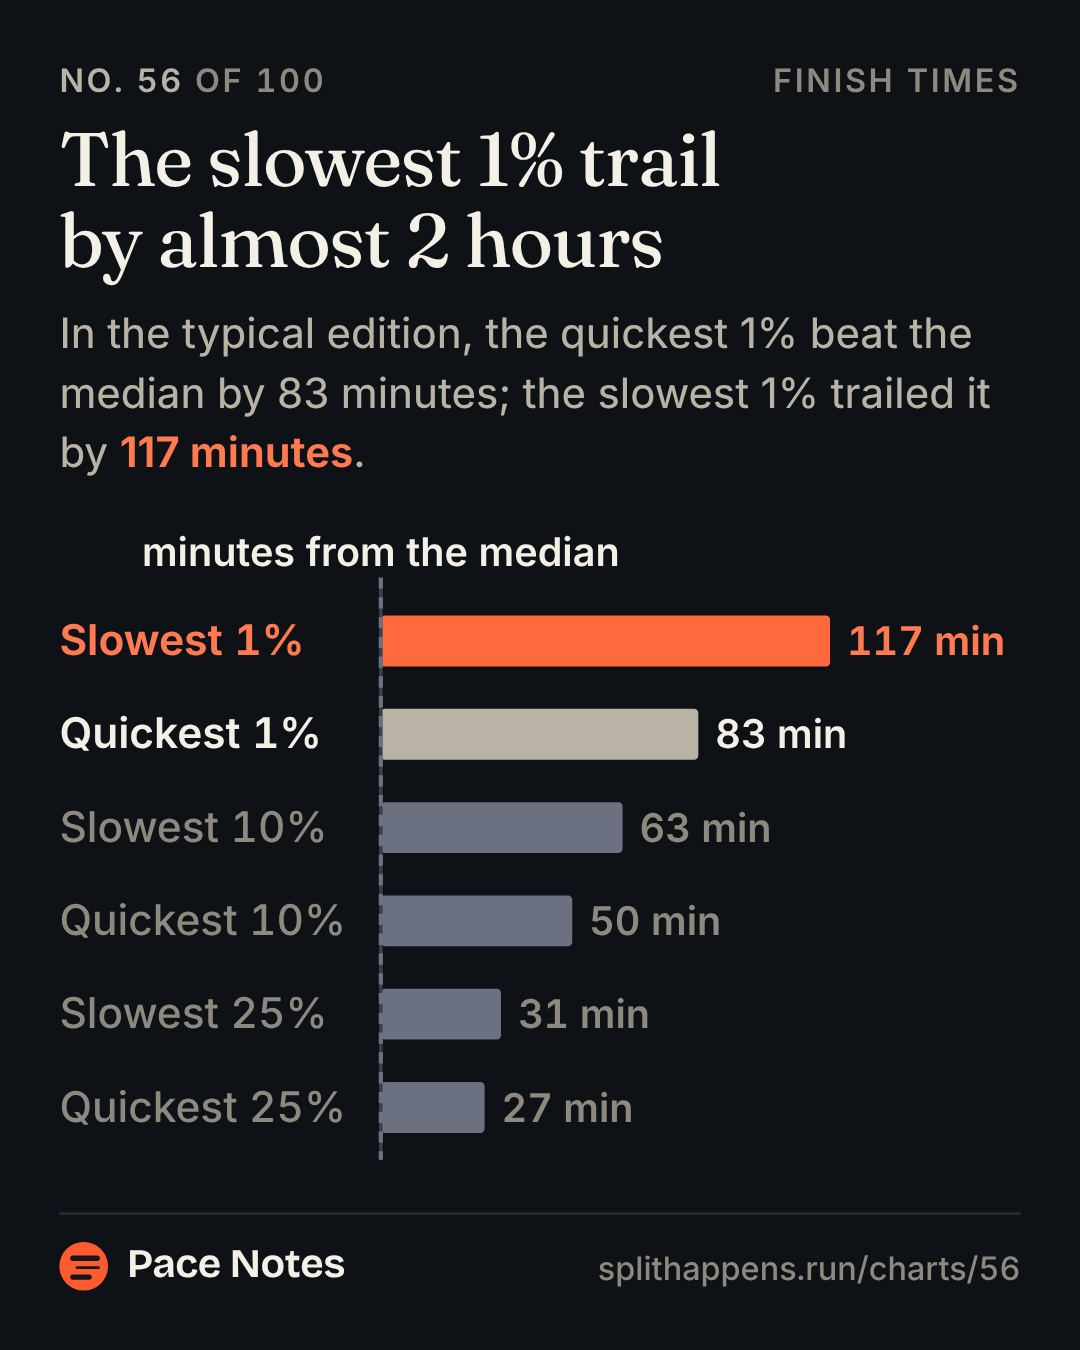 NO. 56 OF 100
FINISH TIMES
The slowest 1% trail
by almost 2 hours
In the typical edition, the quickest 1% beat the
median by 83 minutes; the slowest 1% trailed it
by 117 minutes.
minutes from the median
Slowest 1% 117 min
Quickest 1% 83 min
Slowest 10% 63 min
Quickest 10% 50 min
Slowest 25% 31 min
Quickest 25% 27 min
Pace Notes
splithappens.run/charts/56